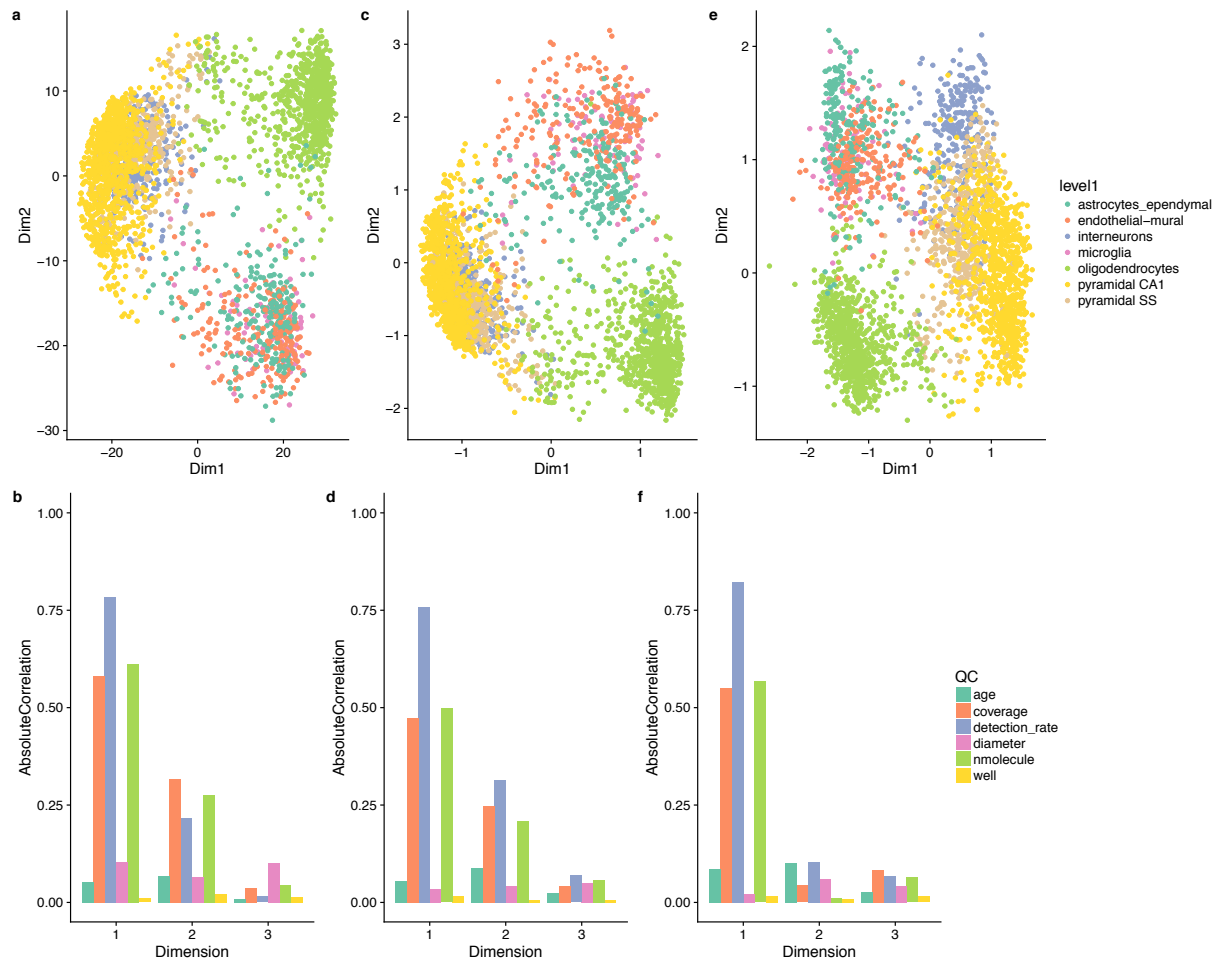 a
10
0
−10
−20
−30
Dim2
−20
0
20
Dim1
c
3
2
1
0
−1
−2
Dim2
−1
0
1
Dim1
e
2
1
0
−1
Dim2
−2
−1
0
1
Dim1
level1
astrocytes_ependymal
endothelial−mural
interneurons
microglia
oligodendrocytes
pyramidal CA1
pyramidal SS
b
1.00
0.75
0.50
0.25
0.00
AbsoluteCorrelation
1
2
3
Dimension
d
1.00
0.75
0.50
0.25
0.00
AbsoluteCorrelation
1
2
3
Dimension
f
1.00
0.75
0.50
0.25
0.00
AbsoluteCorrelation
1
2
3
Dimension
QC
age
coverage
detection_rate
diameter
nmolecule
well